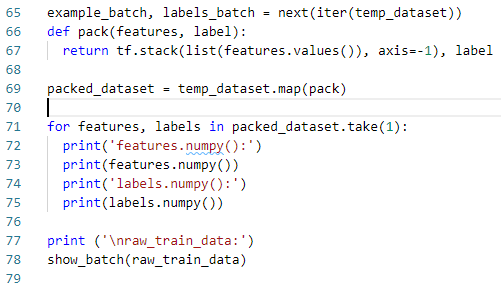 65 example_batch, labels_batch = next(iter(temp_dataset))
66 def pack(features, label):
67   return tf.stack(list(features.values()), axis=-1), label
68
69 packed_dataset = temp_dataset.map(pack)
70
71 for features, labels in packed_dataset.take(1):
72   print('features.numpy():')
73   print(features.numpy())
74   print('labels.numpy():')
75   print(labels.numpy())
76
77 print ('\nraw_train_data:')
78 show_batch(raw_train_data)
79